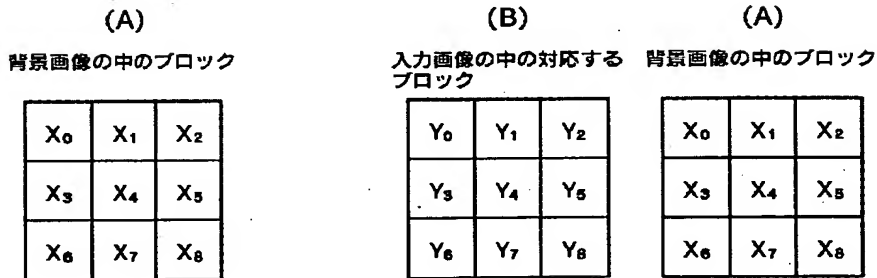 (A)
背景画像の中のブロック
X₀ X₁ X₂
X₃ X₄ X₅
X₆ X₇ X₈
(B)
入力画像の中の対応する
ブロック
Y₀ Y₁ Y₂
Y₃ Y₄ Y₅
Y₆ Y₇ Y₈
(A)
背景画像の中のブロック
X₀ X₁ X₂
X₃ X₄ X₅
X₆ X₇ X₈